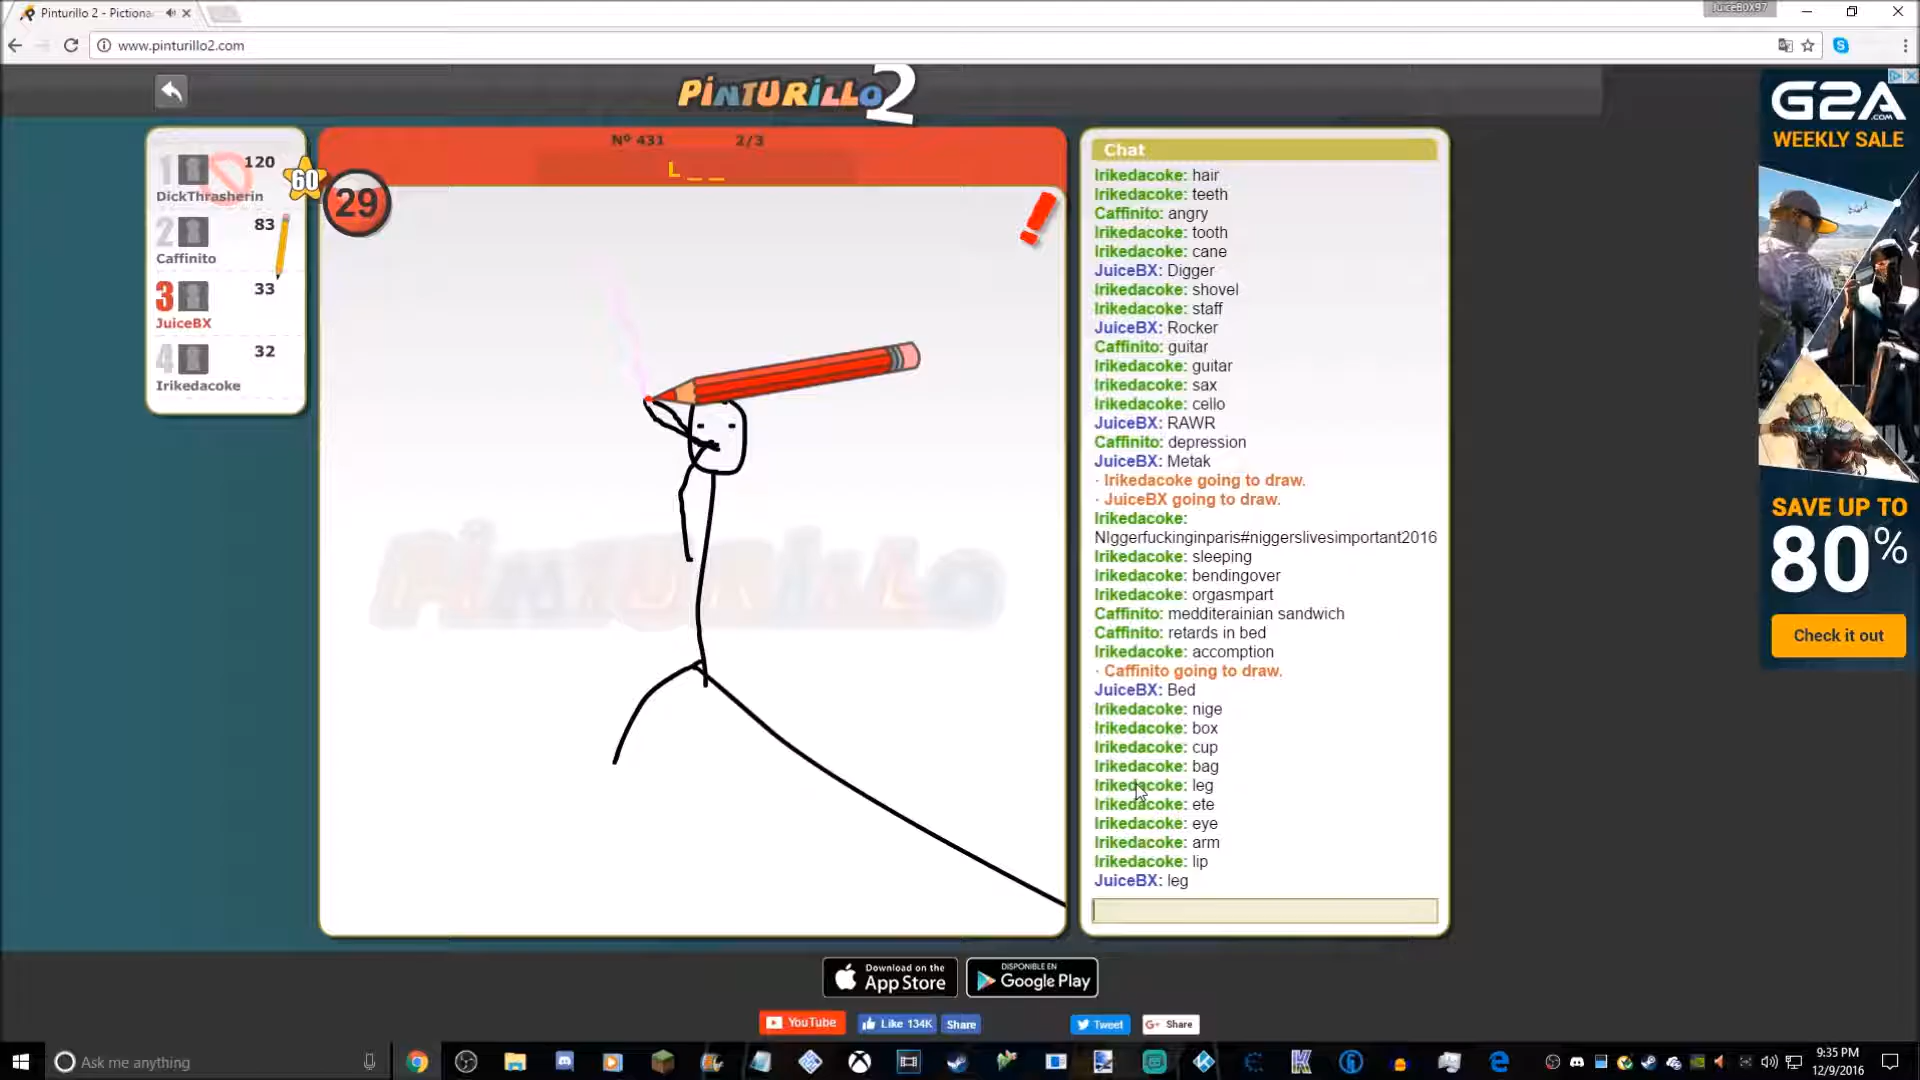 Pinturillo 2 - Pictiona
JuiceB0X97
www.pinturillo2.com
PINTURILLO 2
Nº 431 2/3
L _ _
60
29
1 120
DickThrasherin
2 83
Caffinito
3 33
JuiceBX
4 32
Irikedacoke
PINTURILLO
Chat
Irikedacoke: hair
Irikedacoke: teeth
Caffinito: angry
Irikedacoke: tooth
Irikedacoke: cane
JuiceBX: Digger
Irikedacoke: shovel
Irikedacoke: staff
JuiceBX: Rocker
Caffinito: guitar
Irikedacoke: guitar
Irikedacoke: sax
Irikedacoke: cello
JuiceBX: RAWR
Caffinito: depression
JuiceBX: Metak
· Irikedacoke going to draw.
· JuiceBX going to draw.
Irikedacoke:
NIggerfuckinginparis#niggerslivesimportant2016
Irikedacoke: sleeping
Irikedacoke: bendingover
Irikedacoke: orgasmpart
Caffinito: medditerainian sandwich
Caffinito: retards in bed
Irikedacoke: accomption
· Caffinito going to draw.
JuiceBX: Bed
Irikedacoke: nige
Irikedacoke: box
Irikedacoke: cup
Irikedacoke: bag
Irikedacoke: leg
Irikedacoke: ete
Irikedacoke: eye
Irikedacoke: arm
Irikedacoke: lip
JuiceBX: leg
G2A
.COM
WEEKLY SALE
SAVE UP TO
80%
Check it out
Download on the
App Store
DISPONIBLE EN
Google Play
YouTube
Like 134K
Share
Tweet
G+ Share
Ask me anything
9:35 PM
12/9/2016